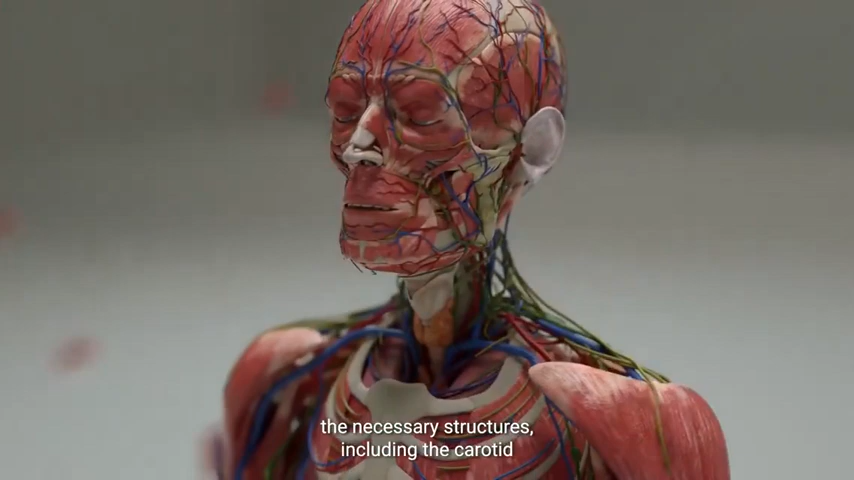 the necessary structures,
including the carotid